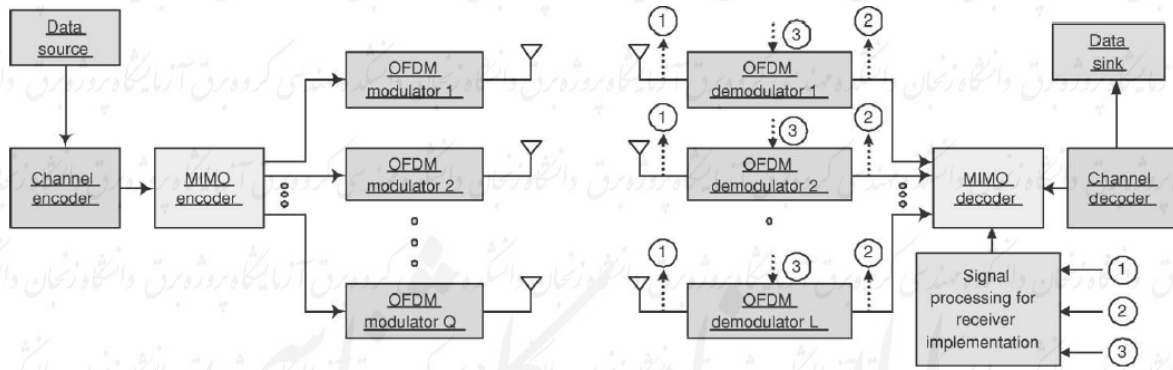 Data
source
Channel
encoder
MIMO
encoder
OFDM
modulator 1
OFDM
modulator 2
OFDM
modulator Q
1
2
3
OFDM
demodulator 1
1
2
3
OFDM
demodulator 2
1
2
3
OFDM
demodulator L
Data
sink
MIMO
decoder
Channel
decoder
Signal
processing for
receiver
implementation
1
2
3